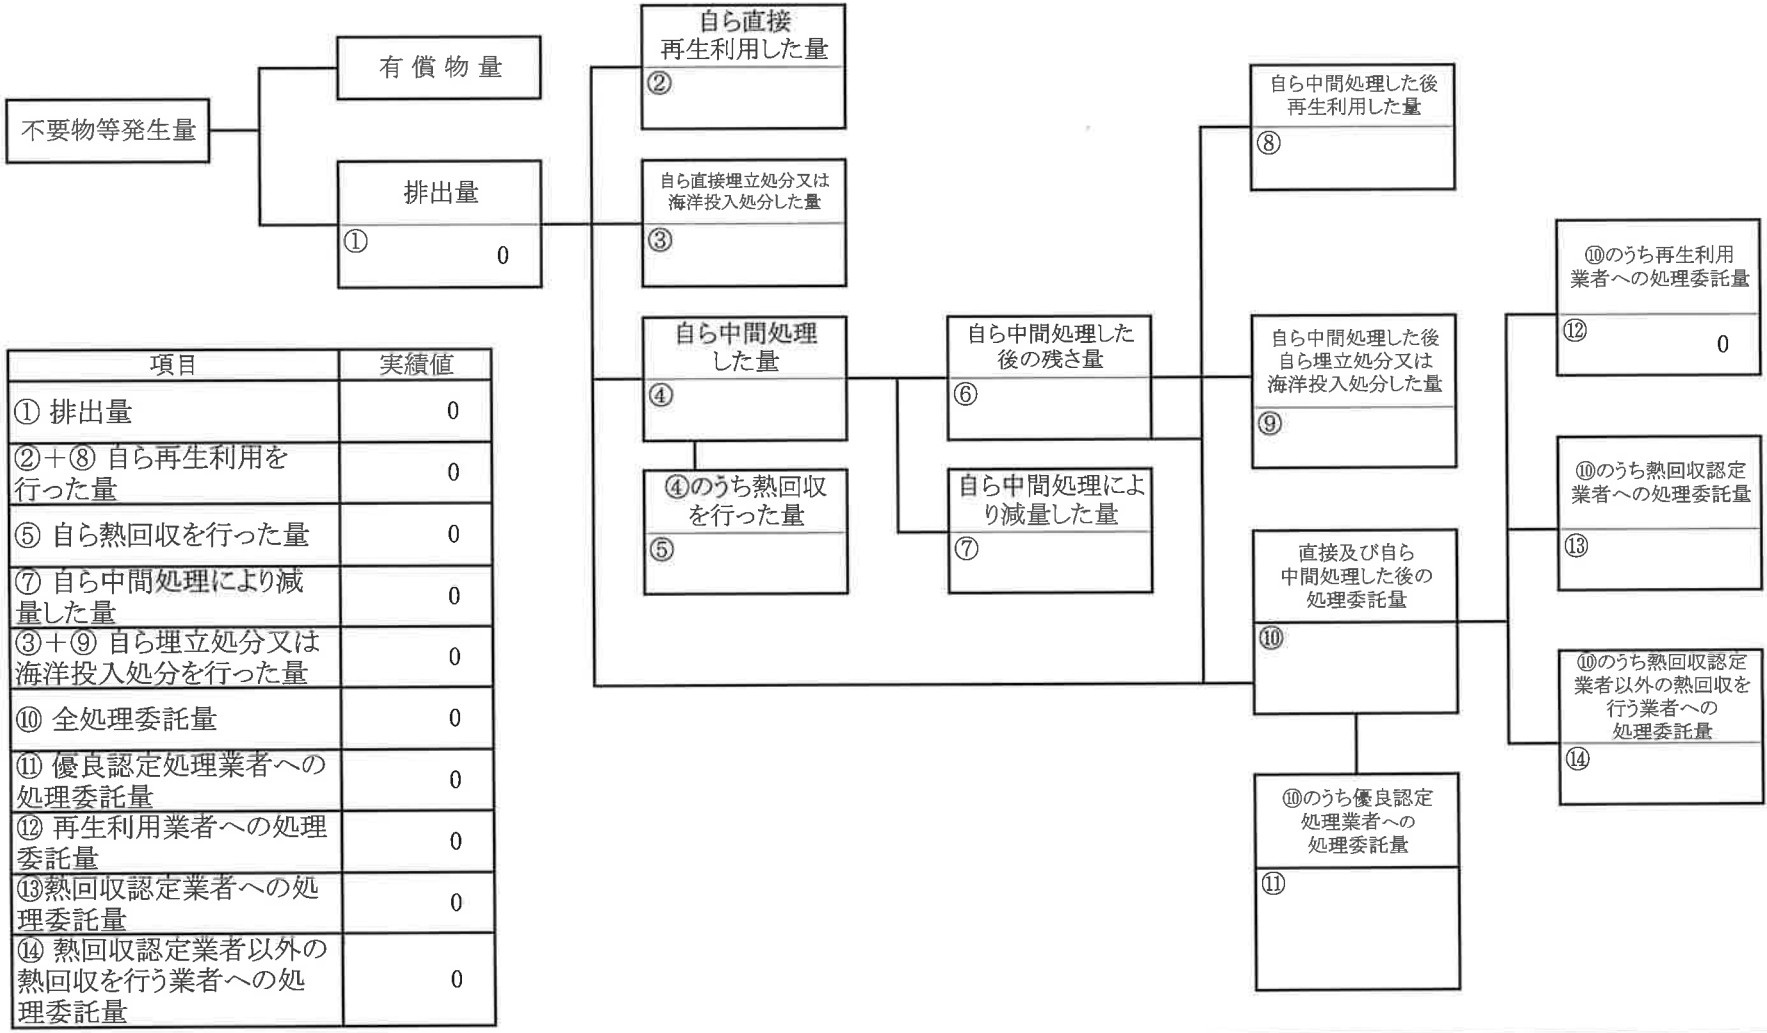 不要物等発生量
有償物量
排出量
①
0
自ら直接
再生利用した量
②
自ら直接埋立処分又は
海洋投入処分した量
③
自ら中間処理
した量
④
④のうち熱回収
を行った量
⑤
自ら中間処理した
後の残さ量
⑥
自ら中間処理によ
り減量した量
⑦
自ら中間処理した後
再生利用した量
⑧
自ら中間処理した後
自ら埋立処分又は
海洋投入処分した量
⑨
直接及び自ら
中間処理した後の
処理委託量
⑩
⑩のうち優良認定
処理業者への
処理委託量
⑪
⑩のうち再生利用
業者への処理委託量
⑫
0
⑩のうち熱回収認定
業者への処理委託量
⑬
⑩のうち熱回収認定
業者以外の熱回収を
行う業者への
処理委託量
⑭
項目 実績値
① 排出量 0
②+⑧ 自ら再生利用を
行った量 0
⑤ 自ら熱回収を行った量 0
⑦ 自ら中間処理により減
量した量 0
③+⑨ 自ら埋立処分又は
海洋投入処分を行った量 0
⑩ 全処理委託量 0
⑪ 優良認定処理業者への
処理委託量 0
⑫ 再生利用業者への処理
委託量 0
⑬熱回収認定業者への処
理委託量 0
⑭ 熱回収認定業者以外の
熱回収を行う業者への処
理委託量 0